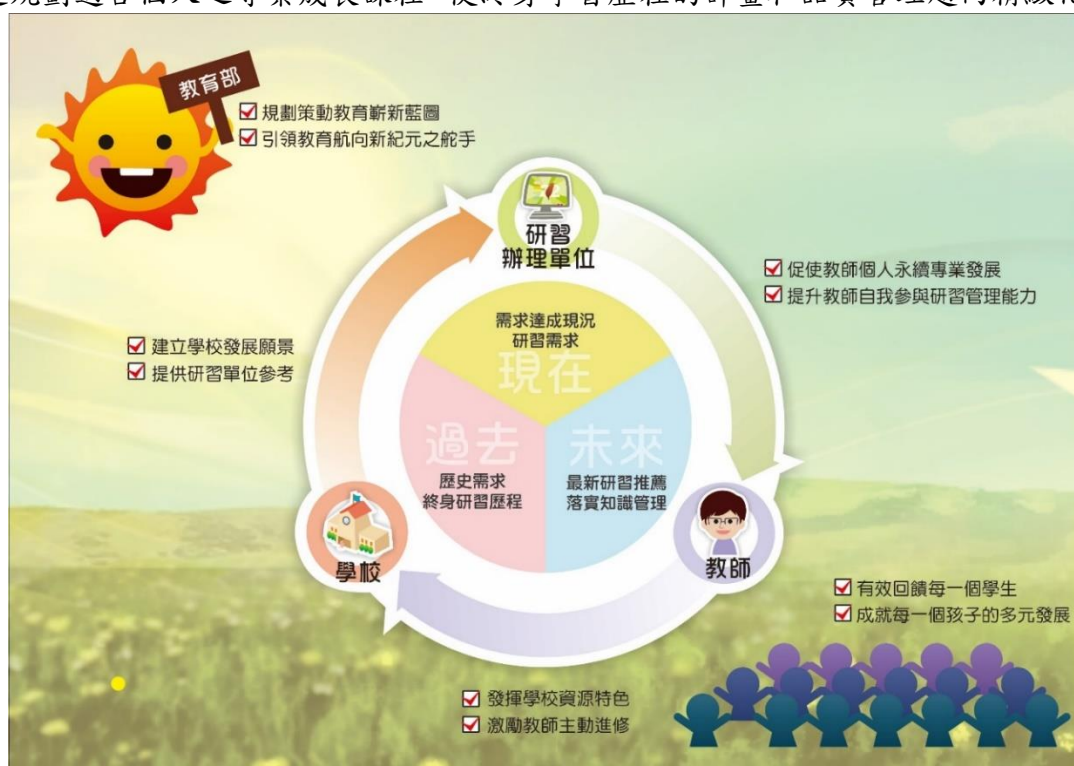 教育部
規劃策動教育嶄新藍圖
引領教育航向新紀元之舵手
研習
辦理單位
促使教師個人永續專業發展
提升教師自我參與研習管理能力
需求達成現況
研習需求
現在
建立學校發展願景
提供研習單位參考
過去
歷史需求
終身研習歷程
未來
最新研習推薦
落實知識管理
學校
教師
有效回饋每一個學生
成就每一個孩子的多元發展
發揮學校資源特色
激勵教師主動進修